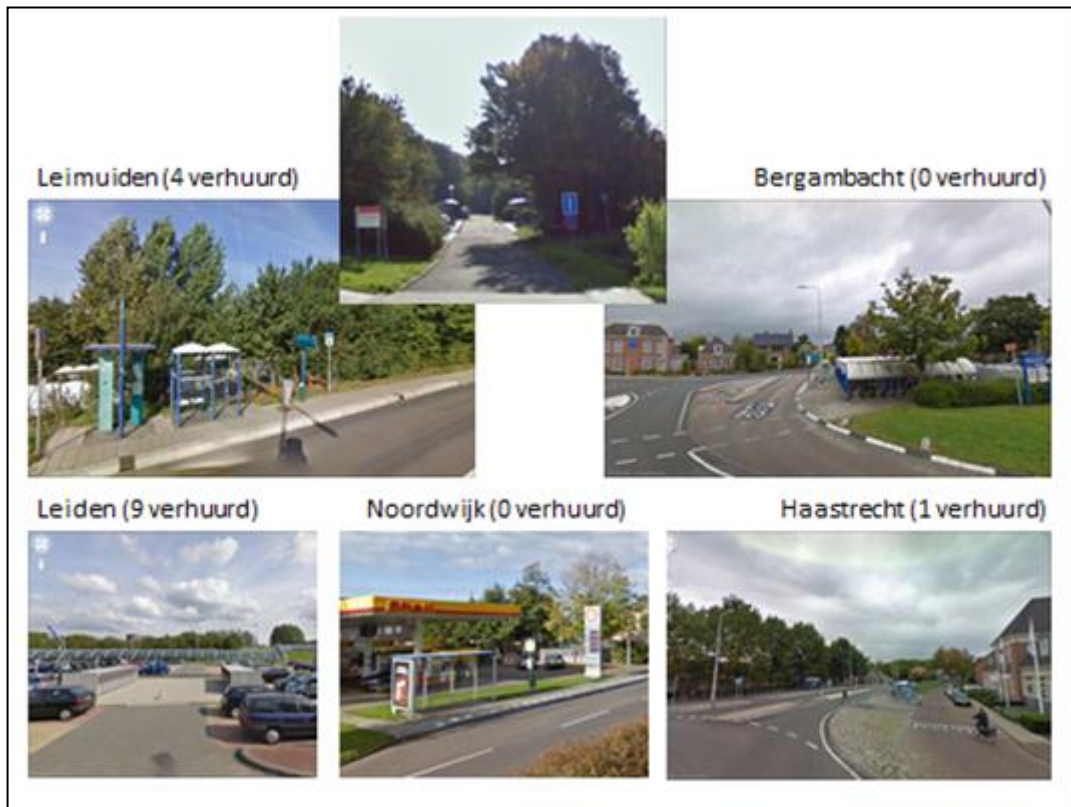 Leimuiden (4 verhuurd)
Bergambacht (0 verhuurd)
Leiden (9 verhuurd)
Noordwijk (0 verhuurd)
Haastrecht (1 verhuurd)